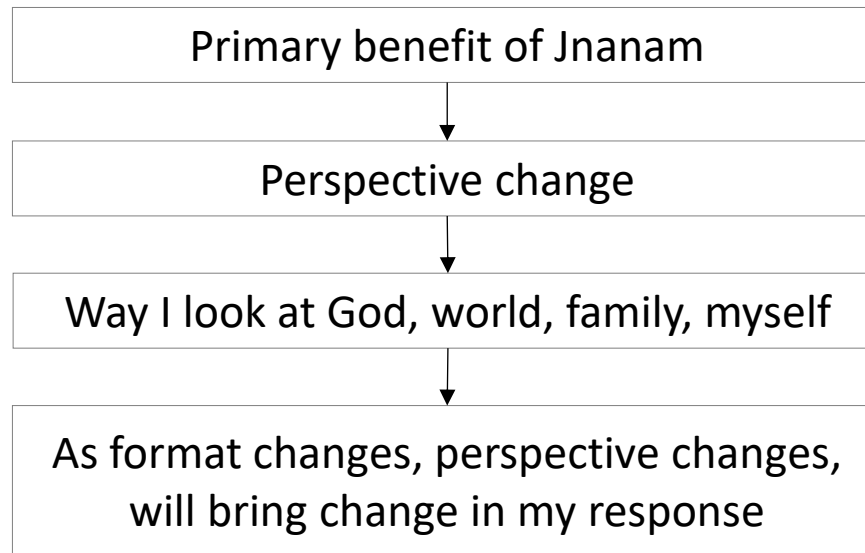 Primary benefit of Jnanam
Perspective change
Way I look at God, world, family, myself
As format changes, perspective changes,
will bring change in my response